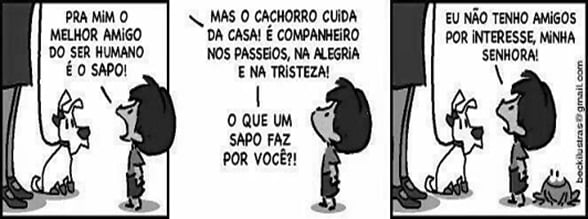 PRA MIM O
MELHOR AMIGO
DO SER HUMANO
É O SAPO!
MAS O CACHORRO CUIDA
DA CASA! É COMPANHEIRO
NOS PASSEIOS, NA ALEGRIA
E NA TRISTEZA!
O QUE UM
SAPO FAZ
POR VOCÊ?!
EU NÃO TENHO AMIGOS
POR INTERESSE, MINHA
SENHORA!
beckilustras@gmail.com